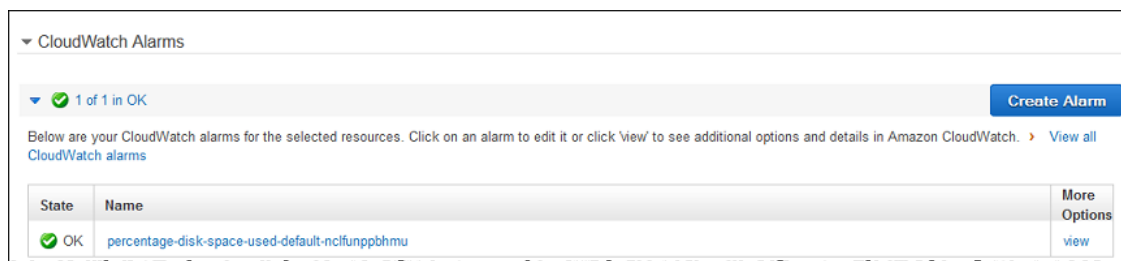 CloudWatch Alarms
1 of 1 in OK
Create Alarm
Below are your CloudWatch alarms for the selected resources. Click on an alarm to edit it or click 'view' to see additional options and details in Amazon CloudWatch. › View all
CloudWatch alarms
State Name More Options
OK percentage-disk-space-used-default-nclfunppbhmu view